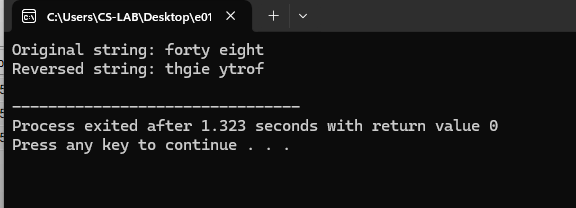 C:\Users\CS-LAB\Desktop\e01
Original string: forty eight
Reversed string: thgie ytrof
--------------------------------
Process exited after 1.323 seconds with return value 0
Press any key to continue . . .